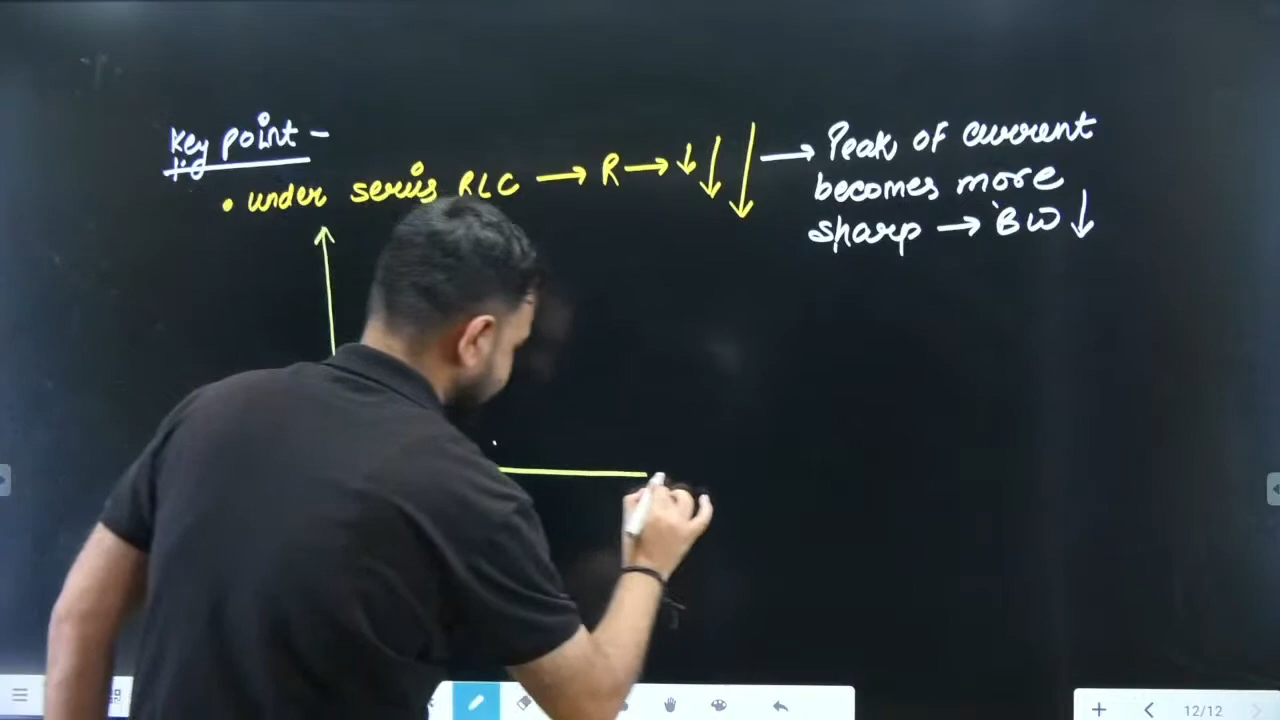 Key point -
• under series RLC → R → ↓ ↓ ↓ → Peak of current
becomes more
sharp → BW ↓
12/12